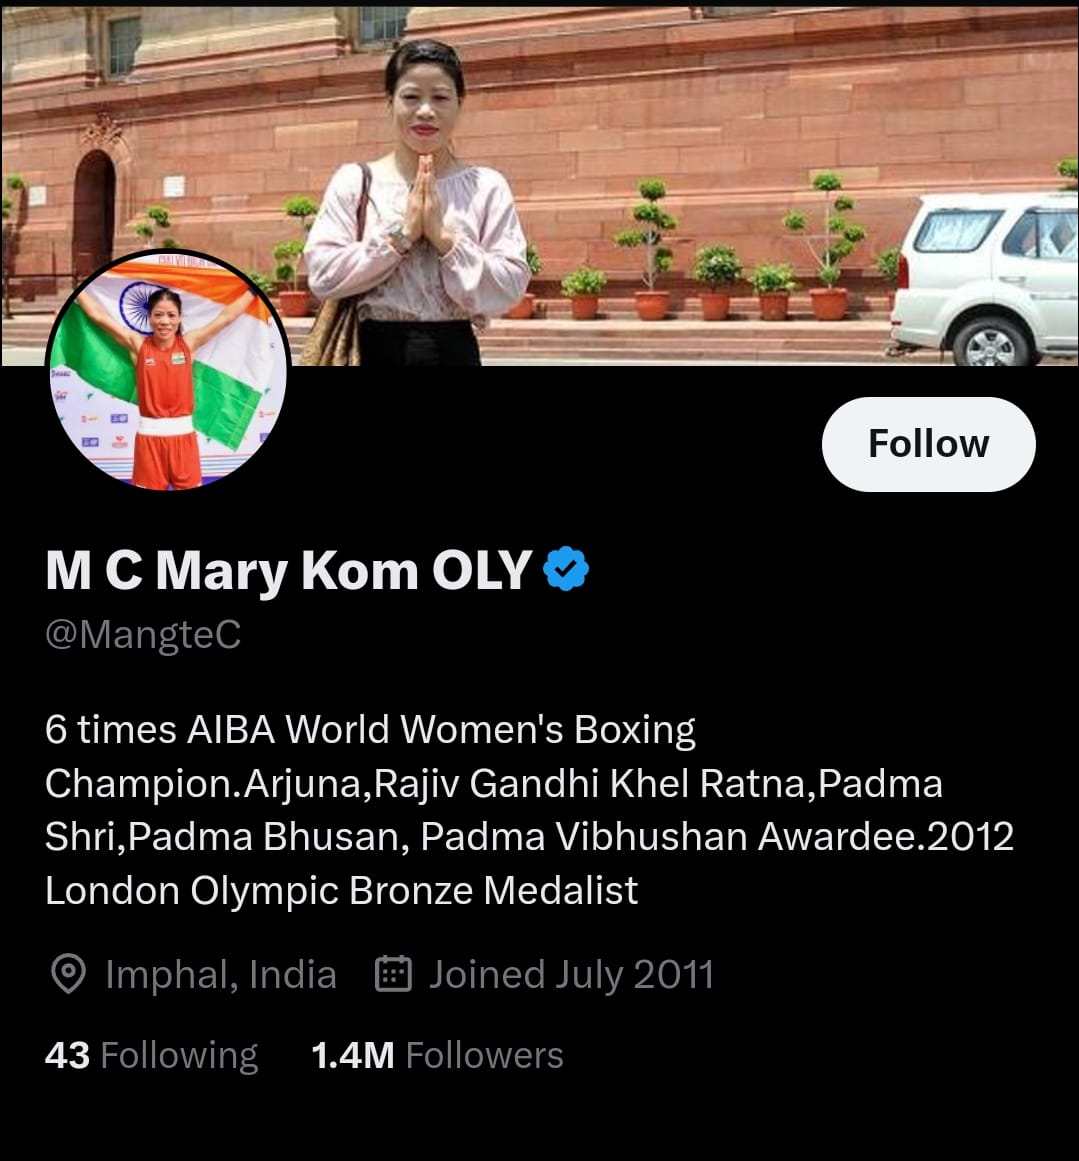 Follow
M C Mary Kom OLY
@MangteC
6 times AIBA World Women's Boxing
Champion.Arjuna,Rajiv Gandhi Khel Ratna,Padma
Shri,Padma Bhusan, Padma Vibhushan Awardee.2012
London Olympic Bronze Medalist
Imphal, India Joined July 2011
43 Following 1.4M Followers